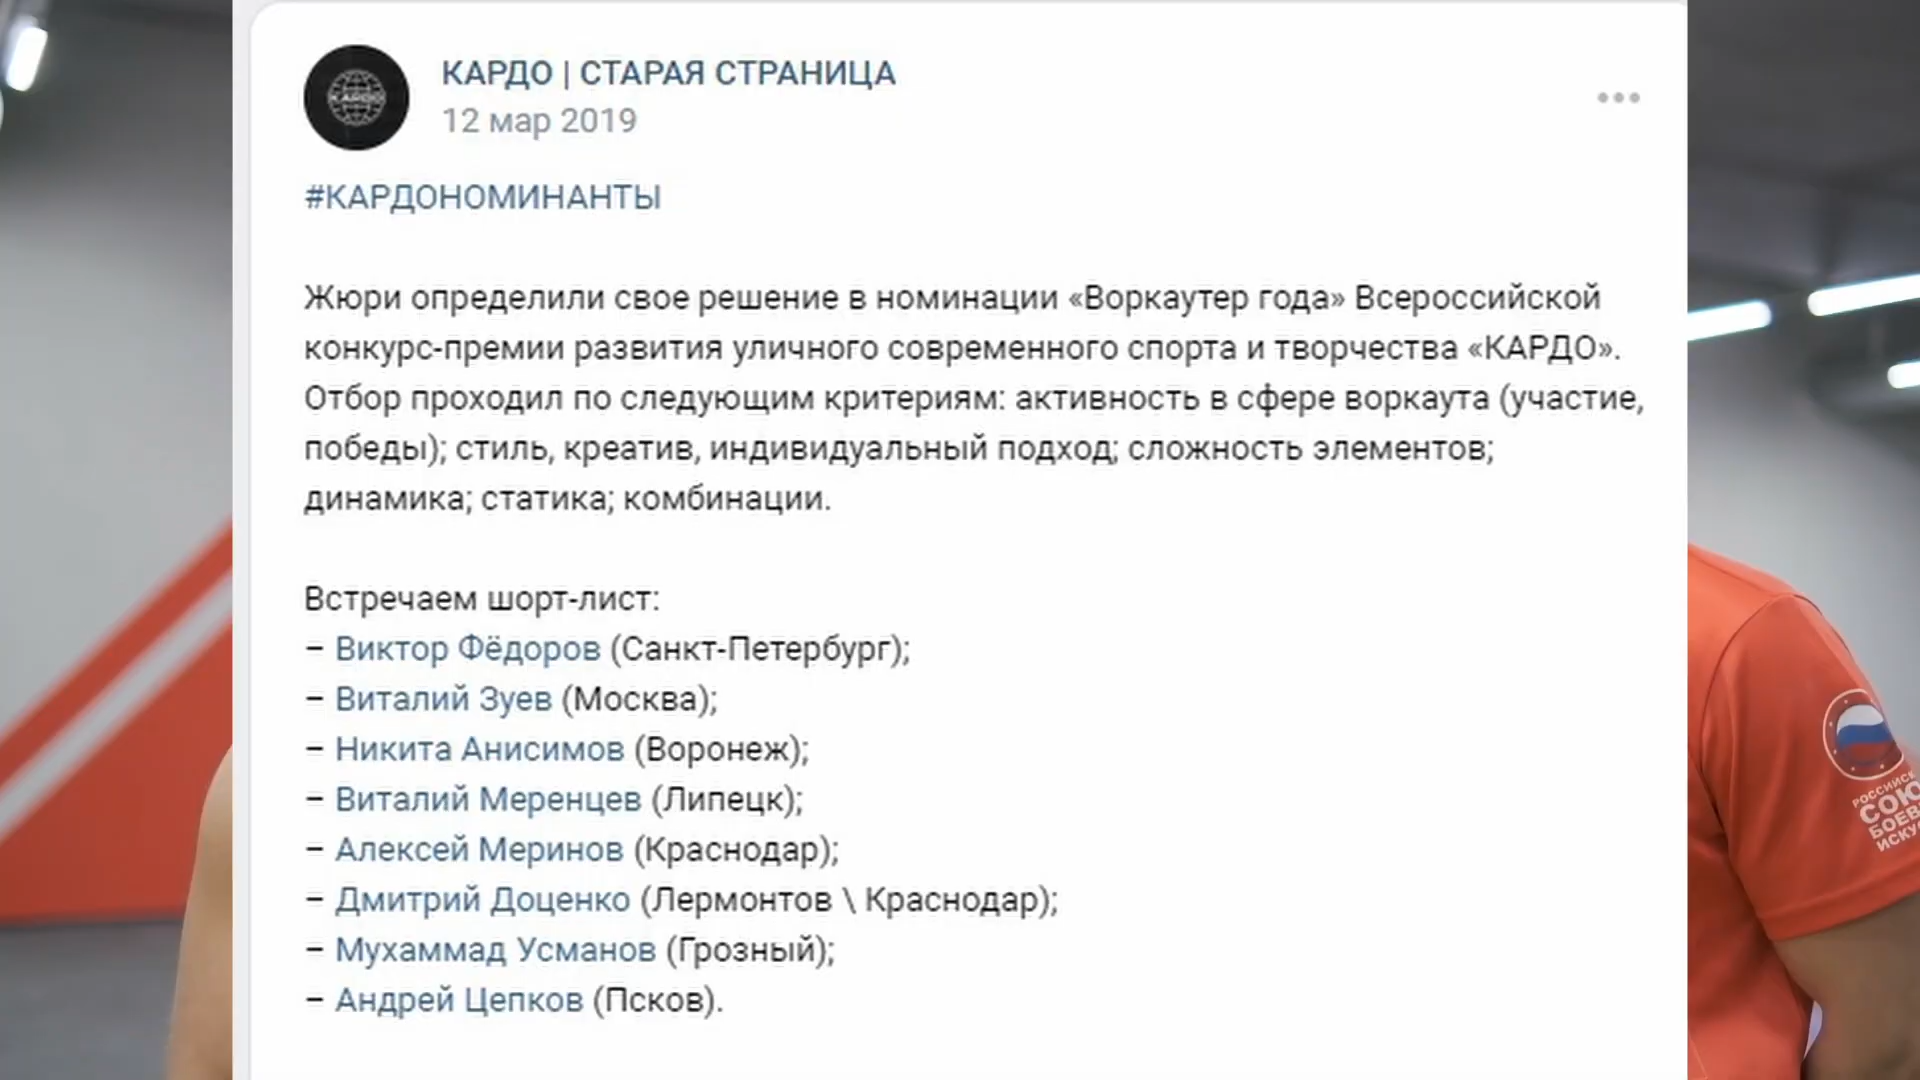 КАРДО | СТАРАЯ СТРАНИЦА
12 мар 2019
KARDO
#КАРДОНОМИНАНТЫ
Жюри определили свое решение в номинации «Воркаутер года» Всероссийской
конкурс-премии развития уличного современного спорта и творчества «КАРДО».
Отбор проходил по следующим критериям: активность в сфере воркаута (участие,
победы); стиль, креатив, индивидуальный подход; сложность элементов;
динамика; статика; комбинации.
Встречаем шорт-лист:
– Виктор Фёдоров (Санкт-Петербург);
– Виталий Зуев (Москва);
– Никита Анисимов (Воронеж);
– Виталий Меренцев (Липецк);
– Алексей Меринов (Краснодар);
– Дмитрий Доценко (Лермонтов \ Краснодар);
– Мухаммад Усманов (Грозный);
– Андрей Цепков (Псков).